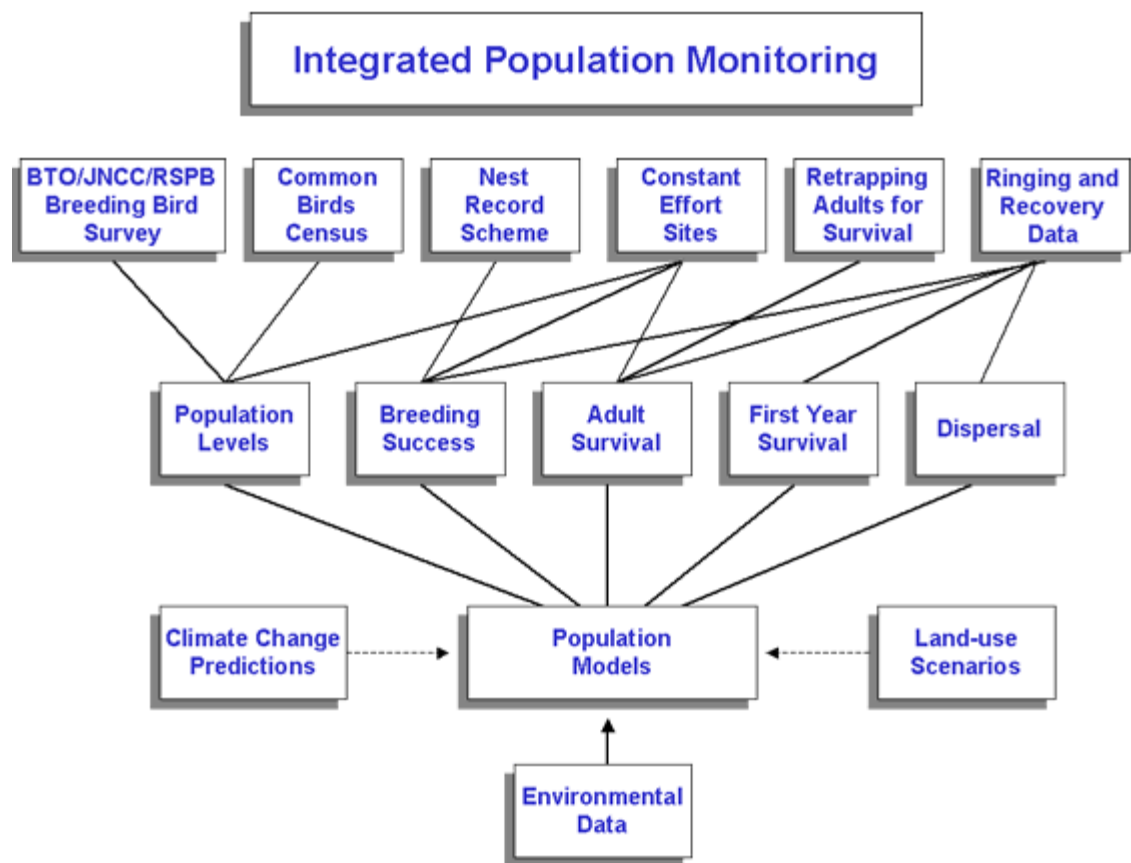 Integrated Population Monitoring
BTO/JNCC/RSPB
Breeding Bird
Survey
Common
Birds
Census
Nest
Record
Scheme
Constant
Effort
Sites
Retrapping
Adults for
Survival
Ringing and
Recovery
Data
Population
Levels
Breeding
Success
Adult
Survival
First Year
Survival
Dispersal
Climate Change
Predictions
Population
Models
Land-use
Scenarios
Environmental
Data